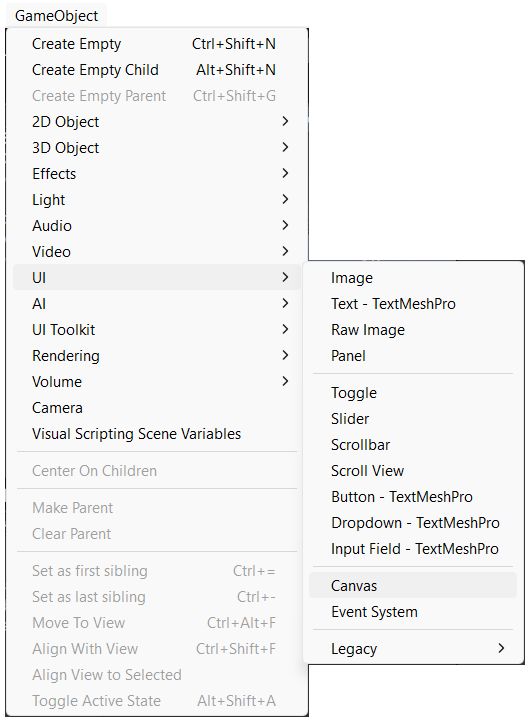 GameObject
Create Empty Ctrl+Shift+N
Create Empty Child Alt+Shift+N
Create Empty Parent Ctrl+Shift+G
2D Object
3D Object
Effects
Light
Audio
Video
UI
AI
UI Toolkit
Rendering
Volume
Camera
Visual Scripting Scene Variables
Center On Children
Make Parent
Clear Parent
Set as first sibling Ctrl+=
Set as last sibling Ctrl+-
Move To View Ctrl+Alt+F
Align With View Ctrl+Shift+F
Align View to Selected
Toggle Active State Alt+Shift+A
Image
Text - TextMeshPro
Raw Image
Panel
Toggle
Slider
Scrollbar
Scroll View
Button - TextMeshPro
Dropdown - TextMeshPro
Input Field - TextMeshPro
Canvas
Event System
Legacy